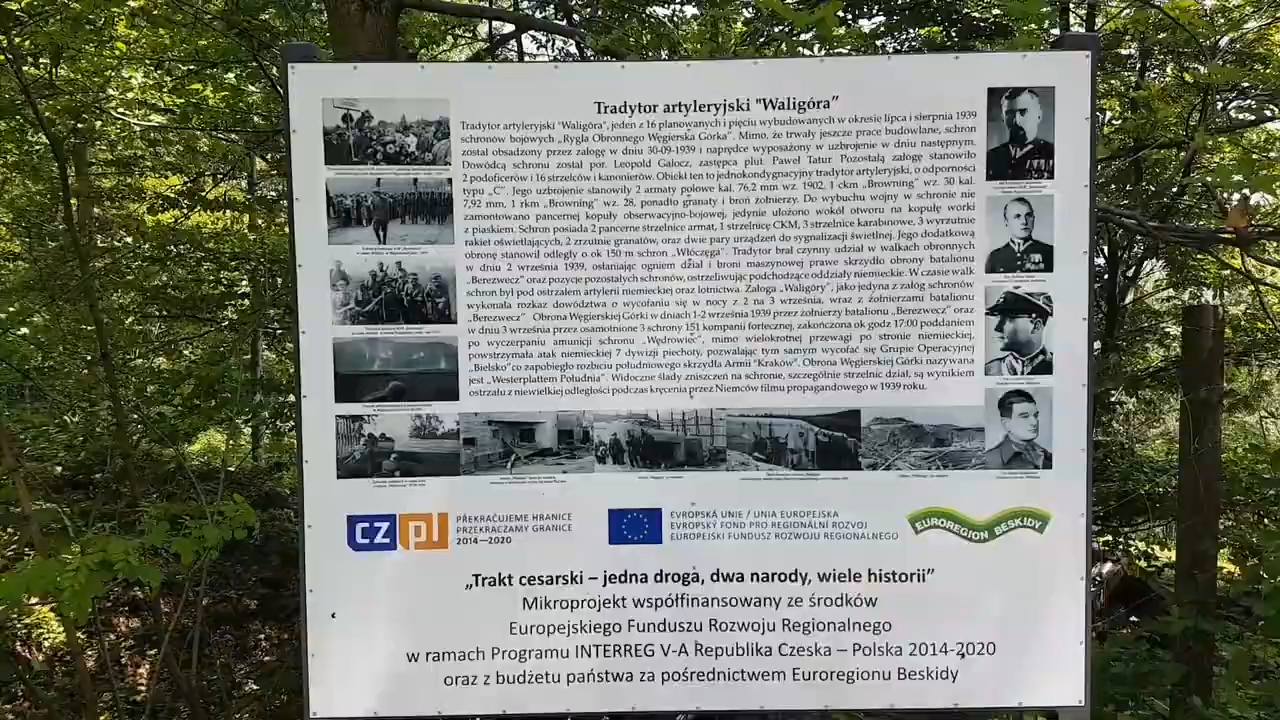 Tradytor artyleryjski "Waligóra”
Tradytor artyleryjski "Waligóra", jeden z 16 planowanych i pięciu wybudowanych w okresie lipca i sierpnia 1939
schronów bojowych „Rygla Obronnego Węgierska Górka”. Mimo, że trwały jeszcze prace budowlane, schron
został obsadzony przez załogę w dniu 30-09-1939 i naprędce wyposażony w uzbrojenie w dniu następnym.
Dowódcą schronu został por. Leopold Galocz, zastępca plut. Paweł Tatur. Pozostałą załogę stanowiło
2 podoficerów i 16 strzelców i kanonierów. Obiekt ten to jednokondygnacyjny tradytor artyleryjski, o odporności
typu „C”. Jego uzbrojenie stanowiły 2 armaty polowe kal. 76,2 mm wz. 1902, 1 ckm „Browning” wz. 30 kal.
7,92 mm, 1 rkm „Browning” wz. 28, ponadto granaty i broń żołnierzy. Do wybuchu wojny w schronie nie
zamontowano pancernej kopuły obserwacyjno-bojowej, jedynie ułożono wokół otworu na kopułę worki
z piaskiem. Schron posiada 2 pancerne strzelnice armat, 1 strzelnicę CKM, 3 strzelnice karabinowe, 3 wyrzutnie
rakiet oświetlających, 2 zrzutnie granatów, oraz dwie pary urządzeń do sygnalizacji świetlnej. Jego dodatkową
obronę stanowił odległy o ok 150 m schron „Włóczęga”. Tradytor brał czynny udział w walkach obronnych
w dniu 2 września 1939, osłaniając ogniem dział i broni maszynowej prawe skrzydło obrony batalionu
„Berezwecz” oraz pozycje pozostałych schronów, ostrzeliwując podchodzące oddziały niemieckie. W czasie walk
schron był pod ostrzałem artylerii niemieckiej oraz lotnictwa. Załoga „Waligóry”, jako jedyna z załóg schronów
wykonała rozkaz dowództwa o wycofaniu się w nocy z 2 na 3 września, wraz z żołnierzami batalionu
„Berezwecz” Obrona Węgierskiej Górki w dniach 1-2 września 1939 przez żołnierzy batalionu „Berezwecz” oraz
w dniu 3 września przez osamotnione 3 schrony 151 kompanii fortecznej, zakończona ok godz 17:00 poddaniem
po wyczerpaniu amunicji schronu „Wędrowiec”, mimo wielokrotnej przewagi po stronie niemieckiej,
powstrzymała atak niemieckiej 7 dywizji piechoty, pozwalając tym samym wycofać się Grupie Operacyjnej
„Bielsko” co zapobiegło rozbiciu południowego skrzydła Armii "Kraków". Obrona Węgierskiej Górki nazywana
jest „Westerplattem Południa”. Widoczne ślady zniszczeń na schronie, szczególnie strzelnic dział, są wynikiem
ostrzału z niewielkiej odległości podczas kręcenia przez Niemców filmu propagandowego w 1939 roku.
cz pl
PŘEKRAČUJEME HRANICE
PRZEKRACZAMY GRANICE
2014—2020
EVROPSKÁ UNIE / UNIA EUROPEJSKA
EVROPSKÝ FOND PRO REGIONÁLNÍ ROZVOJ
EUROPEJSKI FUNDUSZ ROZWOJU REGIONALNEGO
EUROREGION BESKIDY
„Trakt cesarski – jedna droga, dwa narody, wiele historii”
Mikroprojekt współfinansowany ze środków
Europejskiego Funduszu Rozwoju Regionalnego
w ramach Programu INTERREG V-A Republika Czeska – Polska 2014-2020
oraz z budżetu państwa za pośrednictwem Euroregionu Beskidy